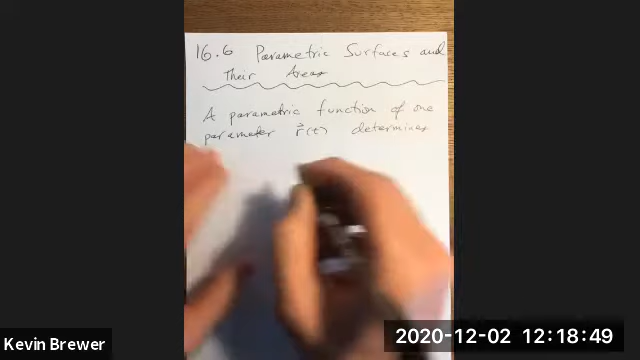 16.6 Parametric Surfaces and
Their Areas
A parametric function of one
parameter r⃗(t) determines
Kevin Brewer
2020-12-02 12:18:49